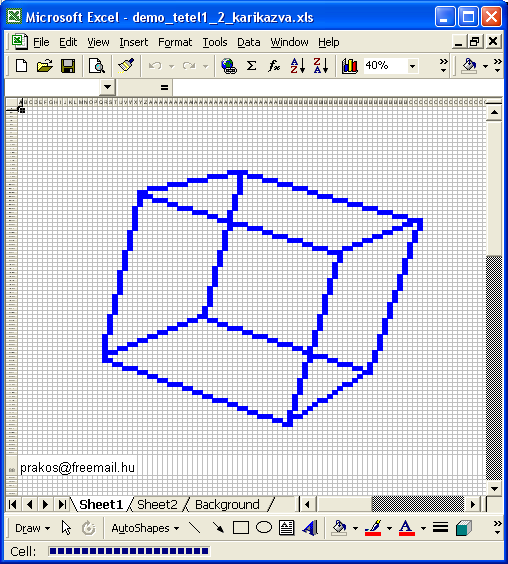 Microsoft Excel - demo_tetel1_2_karikazva.xls
File Edit View Insert Format Tools Data Window Help
40%
=
prakos@freemail.hu
Sheet1 Sheet2 Background
Draw AutoShapes
Cell: